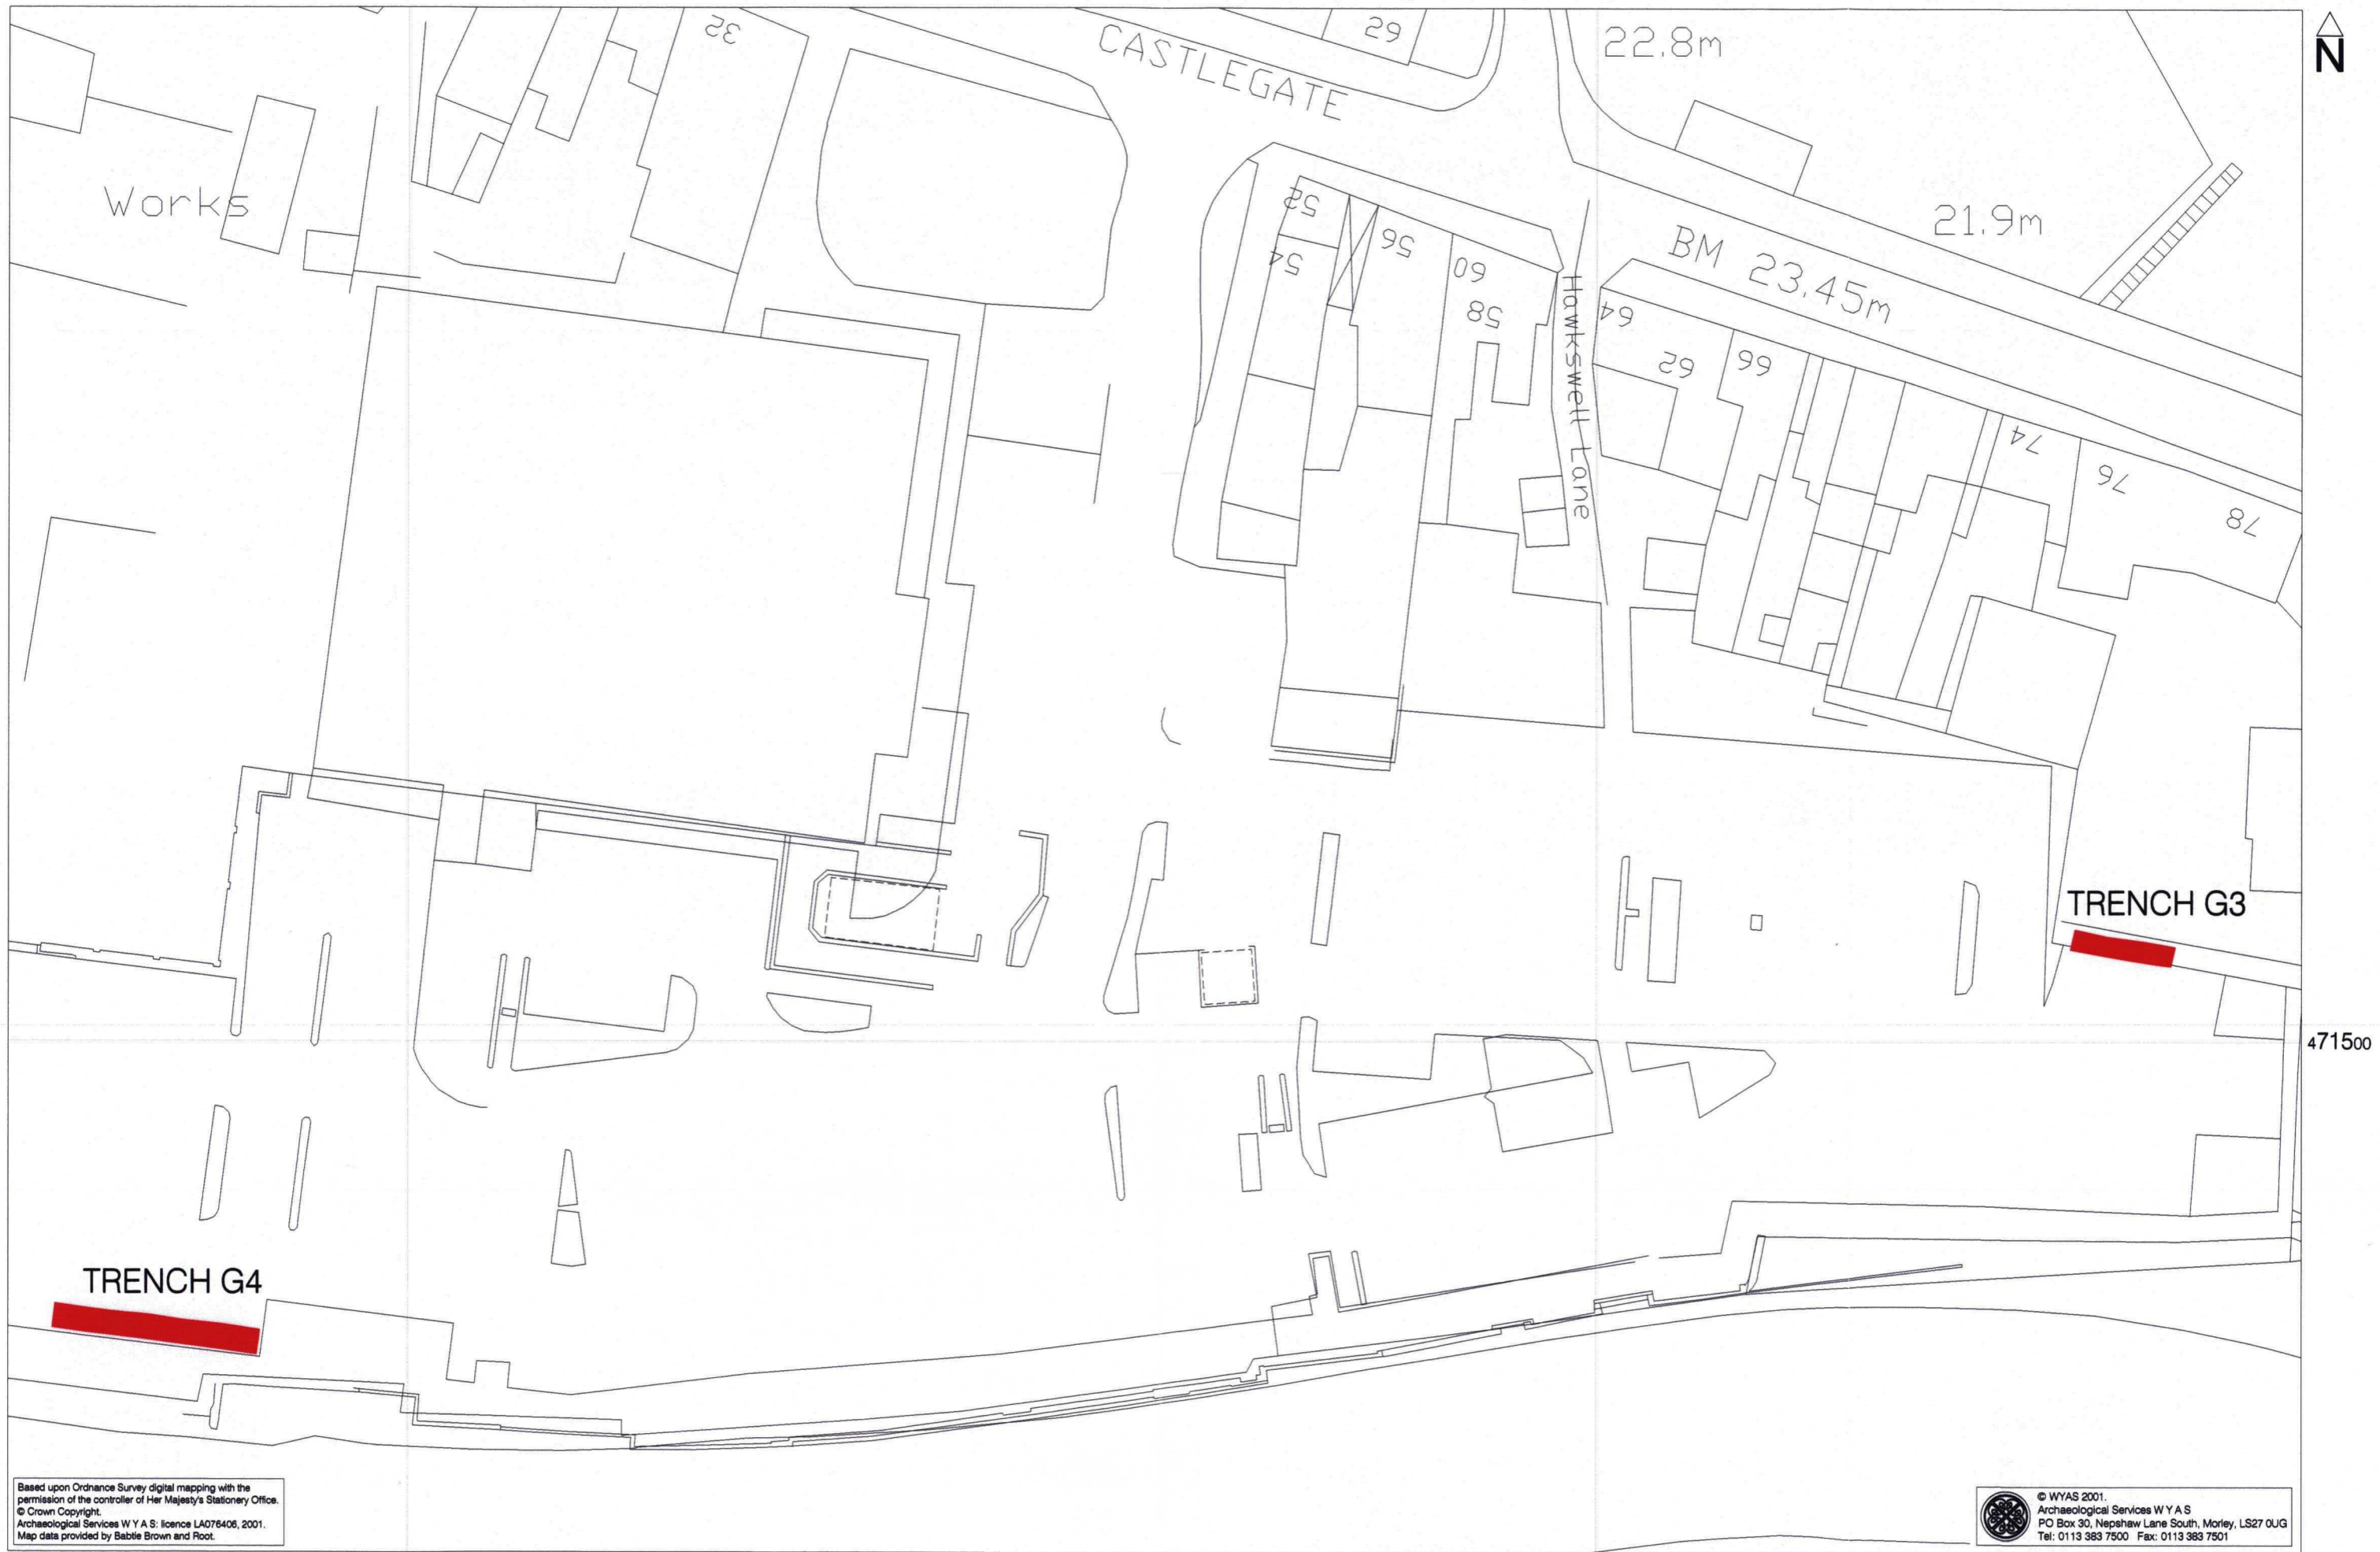 32
CASTLEGATE
29
22.8m
N
Works
52
54
56
60
58
Hawkswell Lane
21.9m
BM 23.45m
64
62
66
74
76
78
TRENCH G3
471500
TRENCH G4
Based upon Ordnance Survey digital mapping with the
permission of the controller of Her Majesty's Stationery Office.
© Crown Copyright.
Archaeological Services W Y A S: licence LA076406, 2001.
Map data provided by Babtie Brown and Root.
© WYAS 2001.
Archaeological Services W Y A S
PO Box 30, Nepshaw Lane South, Morley, LS27 0UG
Tel: 0113 383 7500 Fax: 0113 383 7501